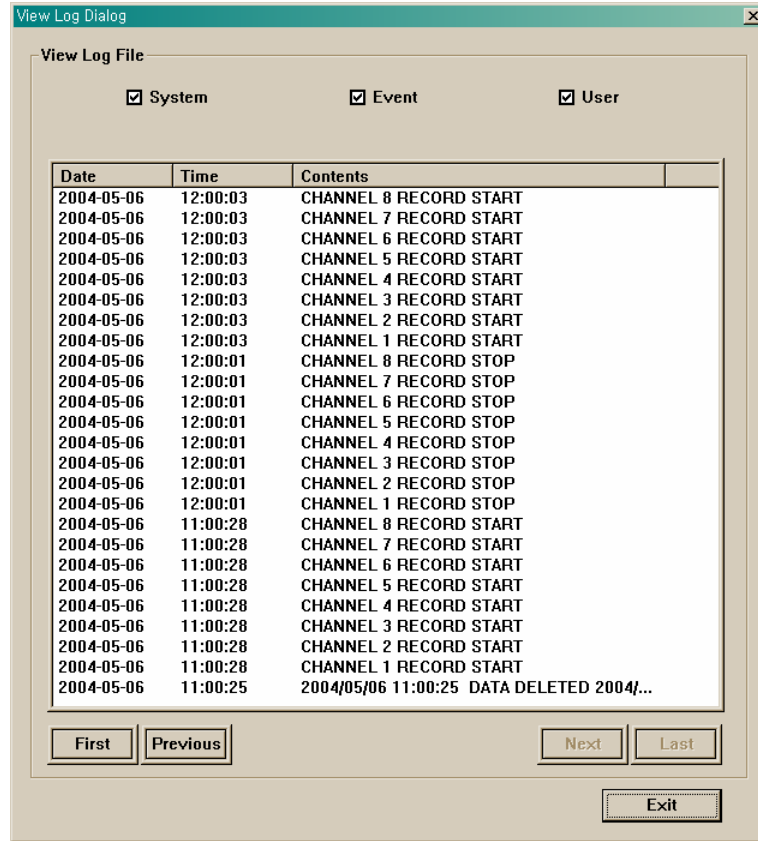 View Log Dialog
View Log File
System Event User
Date Time Contents
2004-05-06 12:00:03 CHANNEL 8 RECORD START
2004-05-06 12:00:03 CHANNEL 7 RECORD START
2004-05-06 12:00:03 CHANNEL 6 RECORD START
2004-05-06 12:00:03 CHANNEL 5 RECORD START
2004-05-06 12:00:03 CHANNEL 4 RECORD START
2004-05-06 12:00:03 CHANNEL 3 RECORD START
2004-05-06 12:00:03 CHANNEL 2 RECORD START
2004-05-06 12:00:03 CHANNEL 1 RECORD START
2004-05-06 12:00:01 CHANNEL 8 RECORD STOP
2004-05-06 12:00:01 CHANNEL 7 RECORD STOP
2004-05-06 12:00:01 CHANNEL 6 RECORD STOP
2004-05-06 12:00:01 CHANNEL 5 RECORD STOP
2004-05-06 12:00:01 CHANNEL 4 RECORD STOP
2004-05-06 12:00:01 CHANNEL 3 RECORD STOP
2004-05-06 12:00:01 CHANNEL 2 RECORD STOP
2004-05-06 12:00:01 CHANNEL 1 RECORD STOP
2004-05-06 11:00:28 CHANNEL 8 RECORD START
2004-05-06 11:00:28 CHANNEL 7 RECORD START
2004-05-06 11:00:28 CHANNEL 6 RECORD START
2004-05-06 11:00:28 CHANNEL 5 RECORD START
2004-05-06 11:00:28 CHANNEL 4 RECORD START
2004-05-06 11:00:28 CHANNEL 3 RECORD START
2004-05-06 11:00:28 CHANNEL 2 RECORD START
2004-05-06 11:00:28 CHANNEL 1 RECORD START
2004-05-06 11:00:25 2004/05/06 11:00:25 DATA DELETED 2004/...
First Previous Next Last
Exit